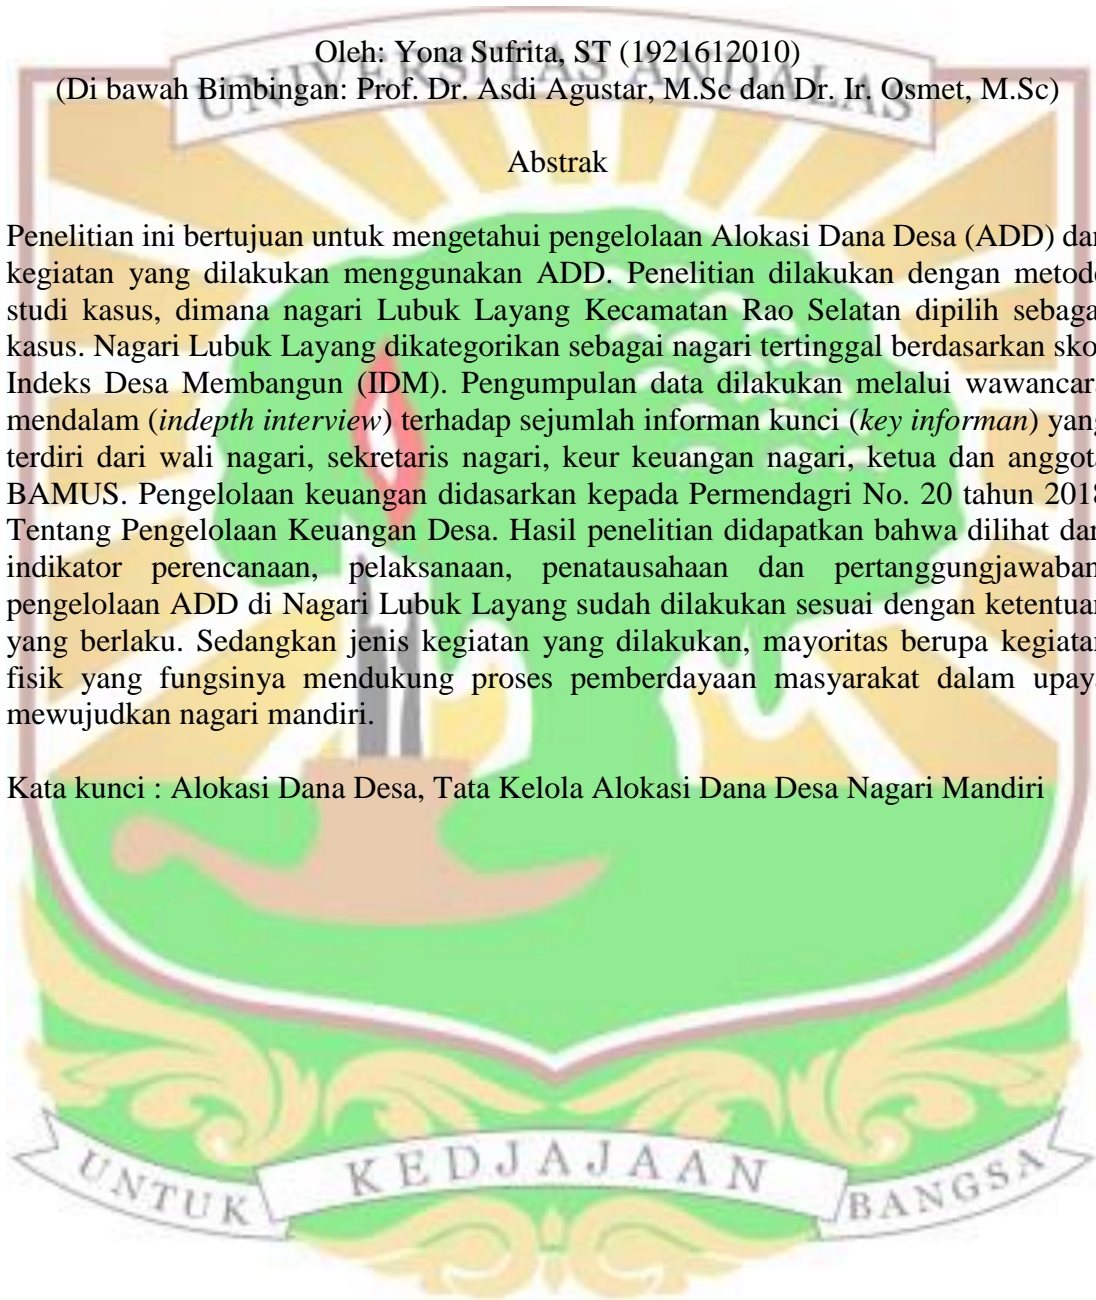 UNIVERSITAS ANDALAS
Oleh: Yona Sufrita, ST (1921612010)
(Di bawah Bimbingan: Prof. Dr. Asdi Agustar, M.Sc dan Dr. Ir. Osmet, M.Sc)
Abstrak
Penelitian ini bertujuan untuk mengetahui pengelolaan Alokasi Dana Desa (ADD) dan
kegiatan yang dilakukan menggunakan ADD. Penelitian dilakukan dengan metode
studi kasus, dimana nagari Lubuk Layang Kecamatan Rao Selatan dipilih sebaga
kasus. Nagari Lubuk Layang dikategorikan sebagai nagari tertinggal berdasarkan sko
Indeks Desa Membangun (IDM). Pengumpulan data dilakukan melalui wawancara
mendalam (indepth interview) terhadap sejumlah informan kunci (key informan) yang
terdiri dari wali nagari, sekretaris nagari, keur keuangan nagari, ketua dan anggota
BAMUS. Pengelolaan keuangan didasarkan kepada Permendagri No. 20 tahun 2018
Tentang Pengelolaan Keuangan Desa. Hasil penelitian didapatkan bahwa dilihat dar
indikator perencanaan, pelaksanaan, penatausahaan dan pertanggungjawaban
pengelolaan ADD di Nagari Lubuk Layang sudah dilakukan sesuai dengan ketentuan
yang berlaku. Sedangkan jenis kegiatan yang dilakukan, mayoritas berupa kegiatan
fisik yang fungsinya mendukung proses pemberdayaan masyarakat dalam upaya
mewujudkan nagari mandiri.
Kata kunci : Alokasi Dana Desa, Tata Kelola Alokasi Dana Desa Nagari Mandiri
UNTUK KEDJAJAAN BANGSA